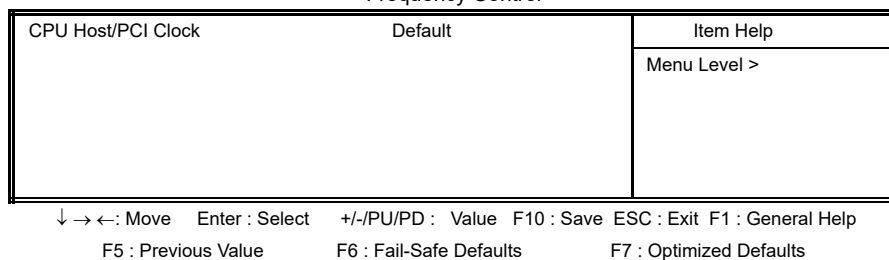 Frequency Control
CPU Host/PCI Clock Default Item Help
Menu Level >
↓ → ←: Move Enter : Select +/-/PU/PD : Value F10 : Save ESC : Exit F1 : General Help
F5 : Previous Value F6 : Fail-Safe Defaults F7 : Optimized Defaults